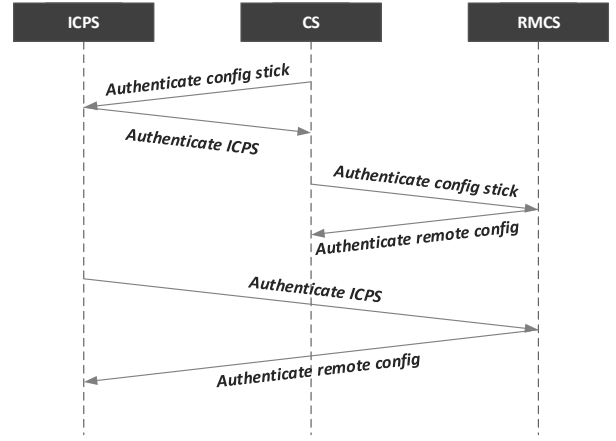 ICPS
CS
RMCS
Authenticate config stick
Authenticate ICPS
Authenticate config stick
Authenticate remote config
Authenticate ICPS
Authenticate remote config